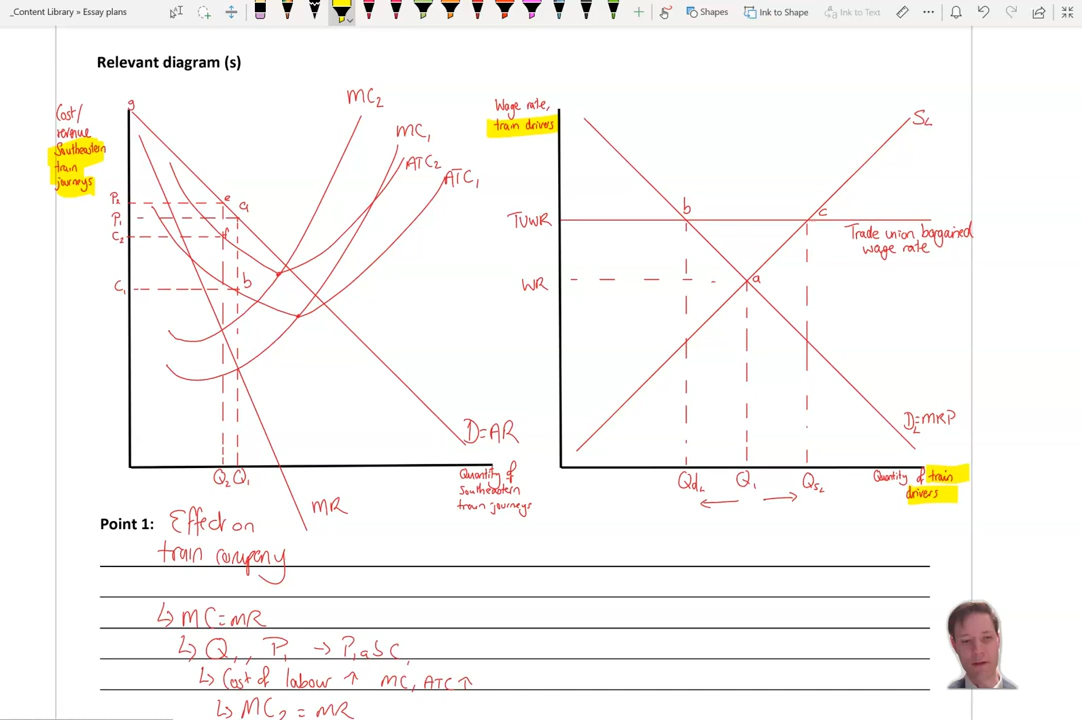 _Content Library » Essay plans
Shapes
Ink to Shape
Ink to Text
Relevant diagram (s)
Cost/
revenue
Southeastern
train
journeys
g
MC2
MC1
ATC2
ATC1
P2
P1
C2
C1
e
a
f
b
D=AR
Q2 Q1
Quantity of
Southeastern
train journeys
MR
Wage rate,
train drivers
SL
TUWR
b
c
Trade union bargained
wage rate
WR
a
DL=MRP
QdL
Q1
QSL
Quantity of train
drivers
Point 1: Effect on
train company
↳ MC=MR
↳ Q1, P1 → P1abC1
↳ Cost of labour ↑ MC, ATC ↑
↳ MC2 = MR